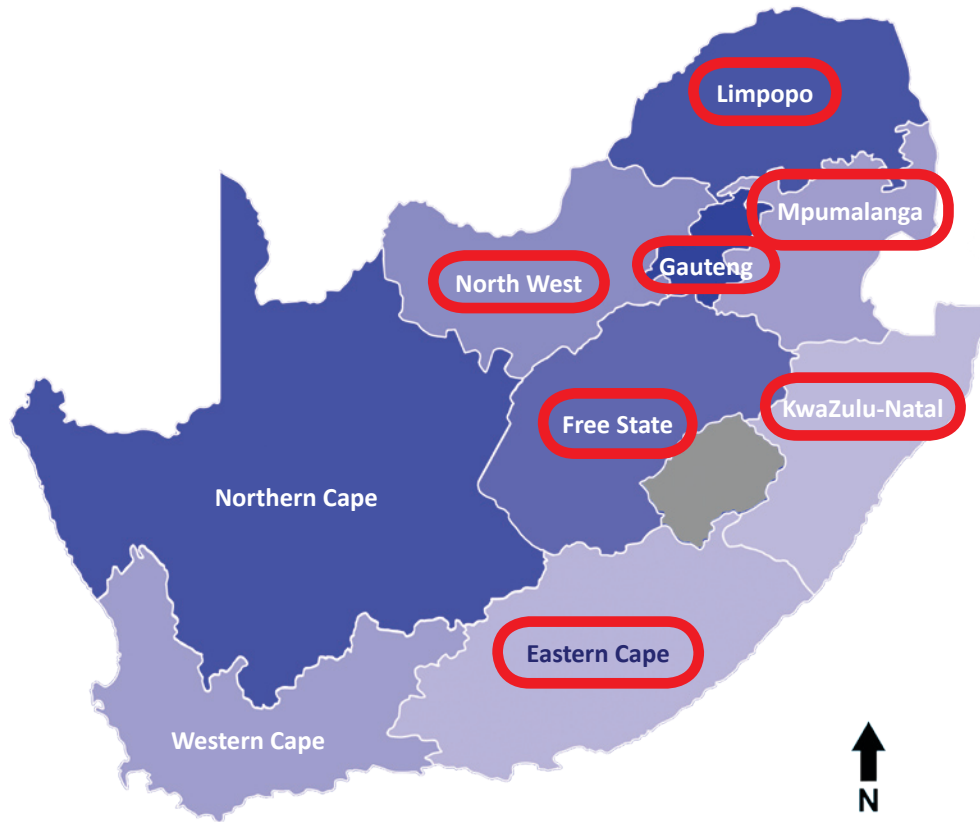 Limpopo
Mpumalanga
Gauteng
North West
KwaZulu-Natal
Free State
Northern Cape
Eastern Cape
Western Cape
N